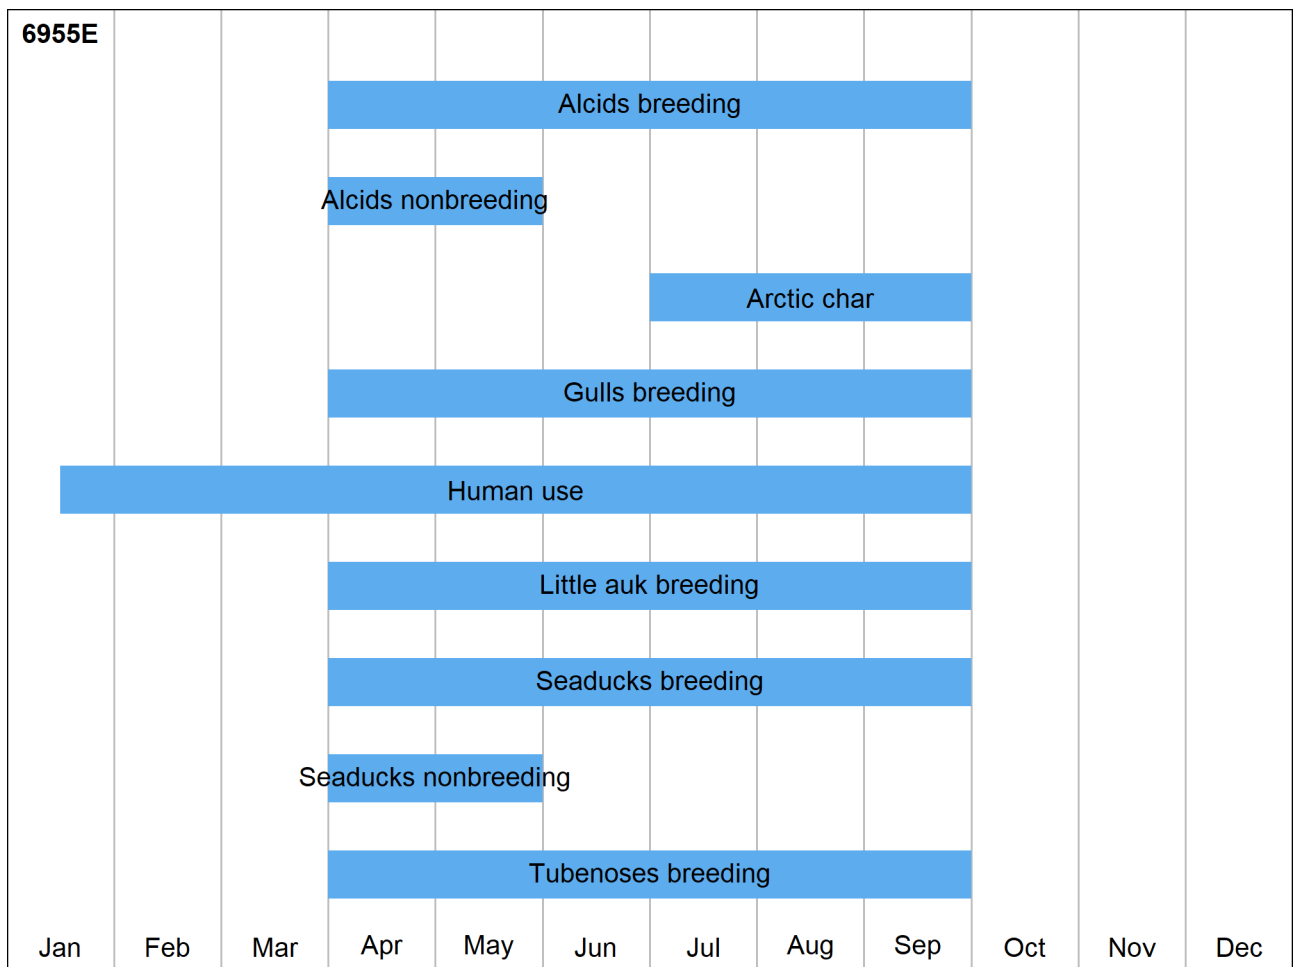 6955E
Alcids breeding
Alcids nonbreeding
Arctic char
Gulls breeding
Human use
Little auk breeding
Seaducks breeding
Seaducks nonbreeding
Tubenoses breeding
Jan Feb Mar Apr May Jun Jul Aug Sep Oct Nov Dec